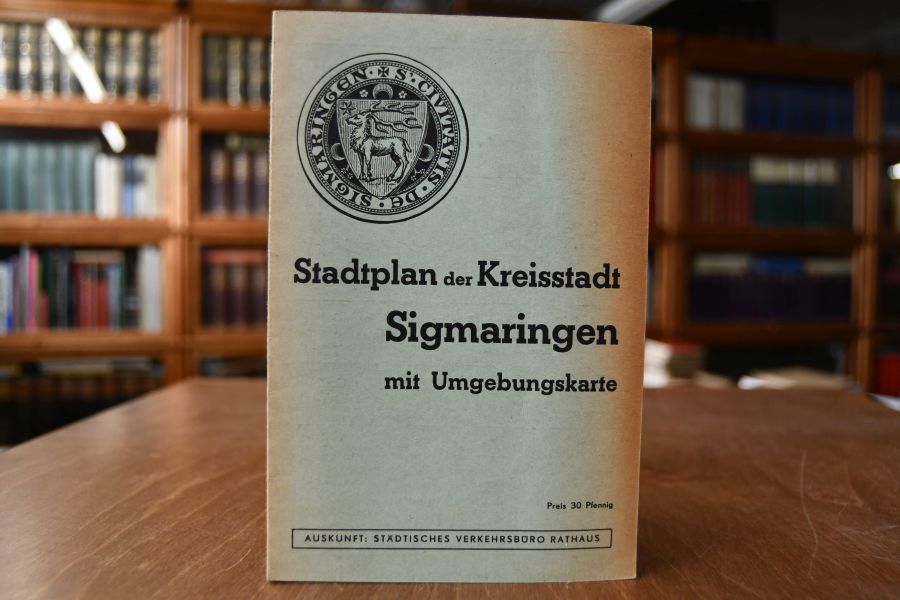 ✠ S' CIVITATIS · DE · SIGMARINGEN ·
Stadtplan der Kreisstadt
Sigmaringen
mit Umgebungskarte
Preis 30 Pfennig
AUSKUNFT: STÄDTISCHES VERKEHRSBÜRO RATHAUS